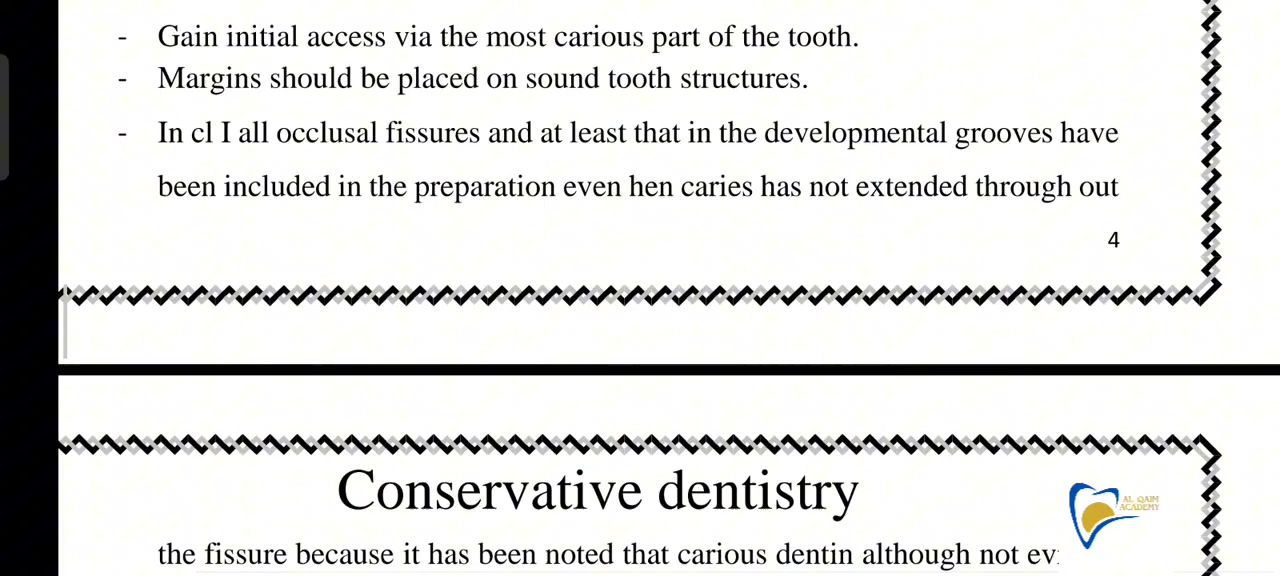 - Gain initial access via the most carious part of the tooth.
- Margins should be placed on sound tooth structures.
- In cl I all occlusal fissures and at least that in the developmental grooves have
been included in the preparation even hen caries has not extended through out
4
Conservative dentistry
AL QAIM
ACADEMY
the fissure because it has been noted that carious dentin although not